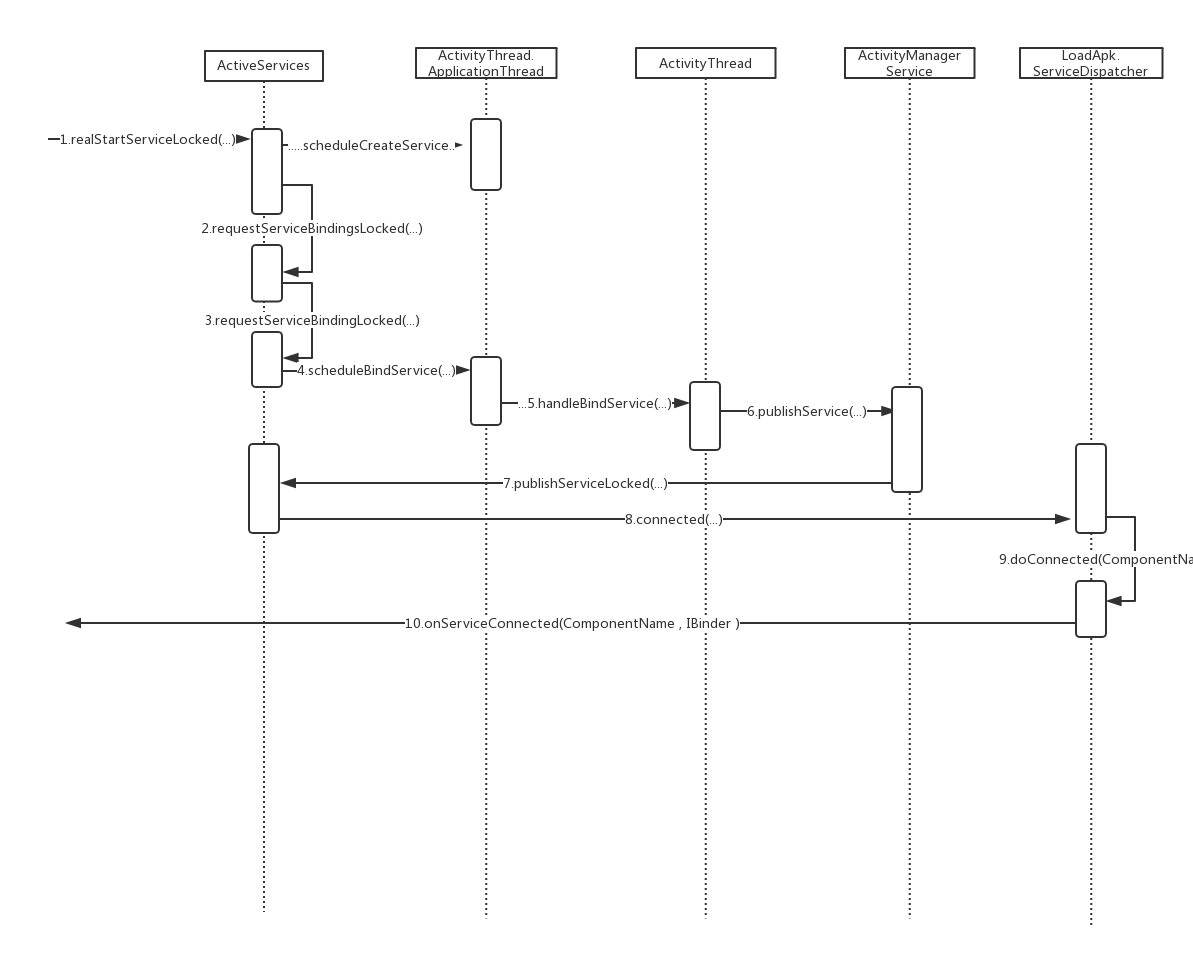 ActiveServices
ActivityThread.
ApplicationThread
ActivityThread
ActivityManager
Service
LoadApk.
ServiceDispatcher
1.realStartServiceLocked(...)
.....scheduleCreateService..
2.requestServiceBindingsLocked(...)
3.requestServiceBindingLocked(...)
4.scheduleBindService(...)
...5.handleBindService(...)
6.publishService(...)
7.publishServiceLocked(...)
8.connected(...)
9.doConnected(ComponentNa
10.onServiceConnected(ComponentName , IBinder )